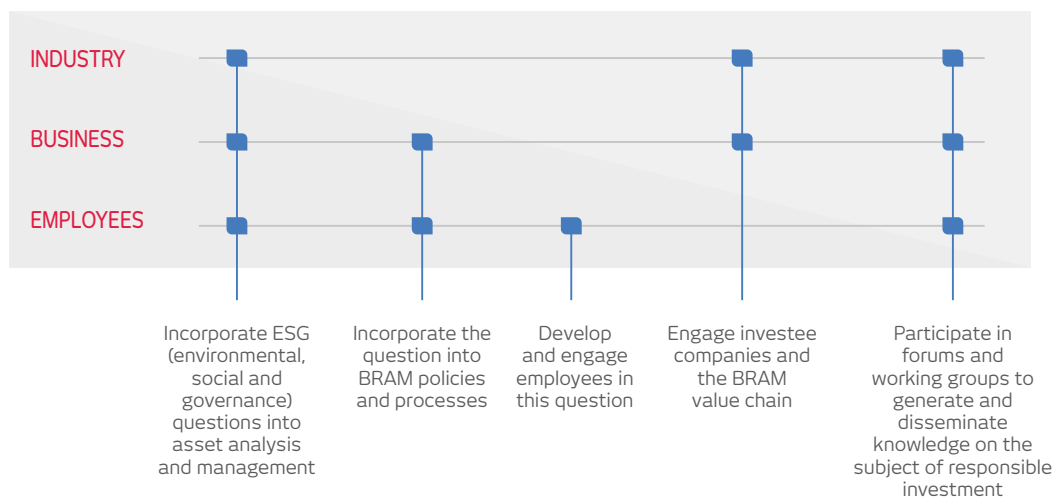 INDUSTRY
BUSINESS
EMPLOYEES
Incorporate ESG
(environmental,
social and
governance)
questions into
asset analysis
and management
Incorporate the
question into
BRAM policies
and processes
Develop
and engage
employees in
this question
Engage investee
companies and
the BRAM
value chain
Participate in
forums and
working groups to
generate and
disseminate
knowledge on the
subject of responsible
investment